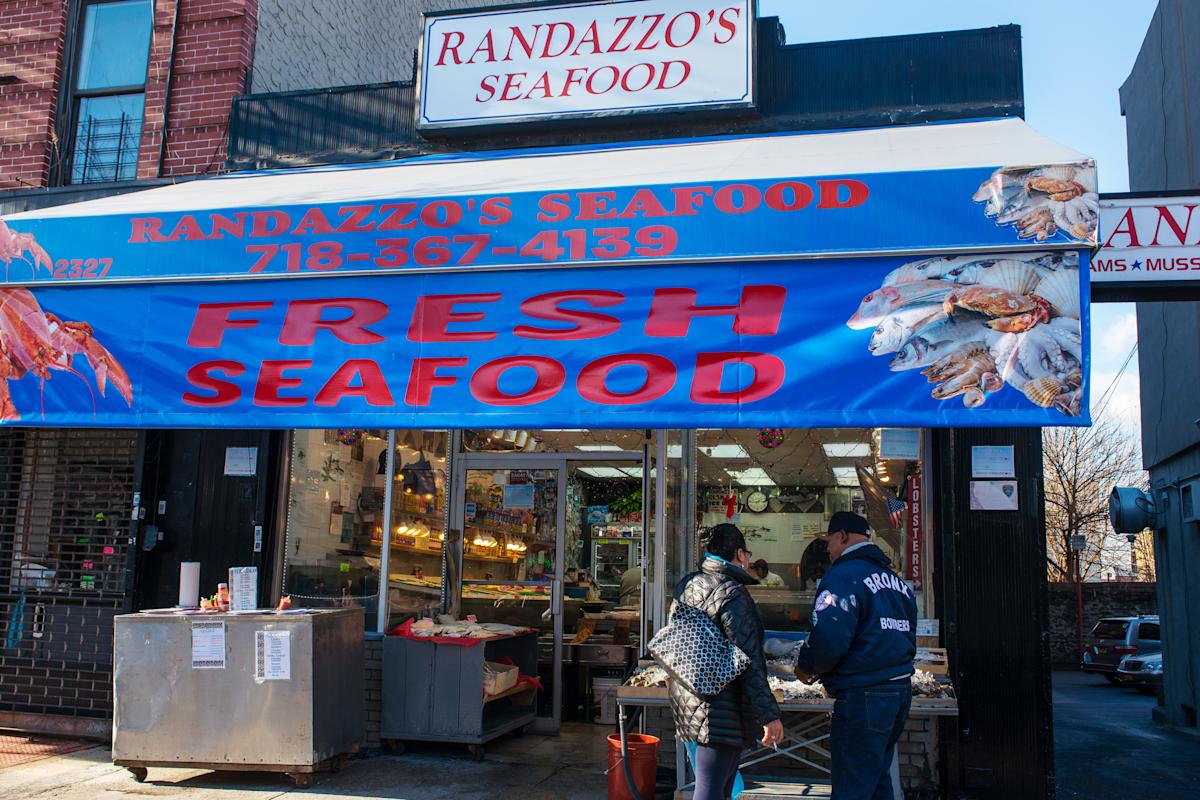 RANDAZZO'S
SEAFOOD
RANDAZZO'S SEAFOOD
718-367-4139
2327
FRESH
SEAFOOD
AN
AMS ★ MUSS
LOBSTERS
BRONX
BOMBERS